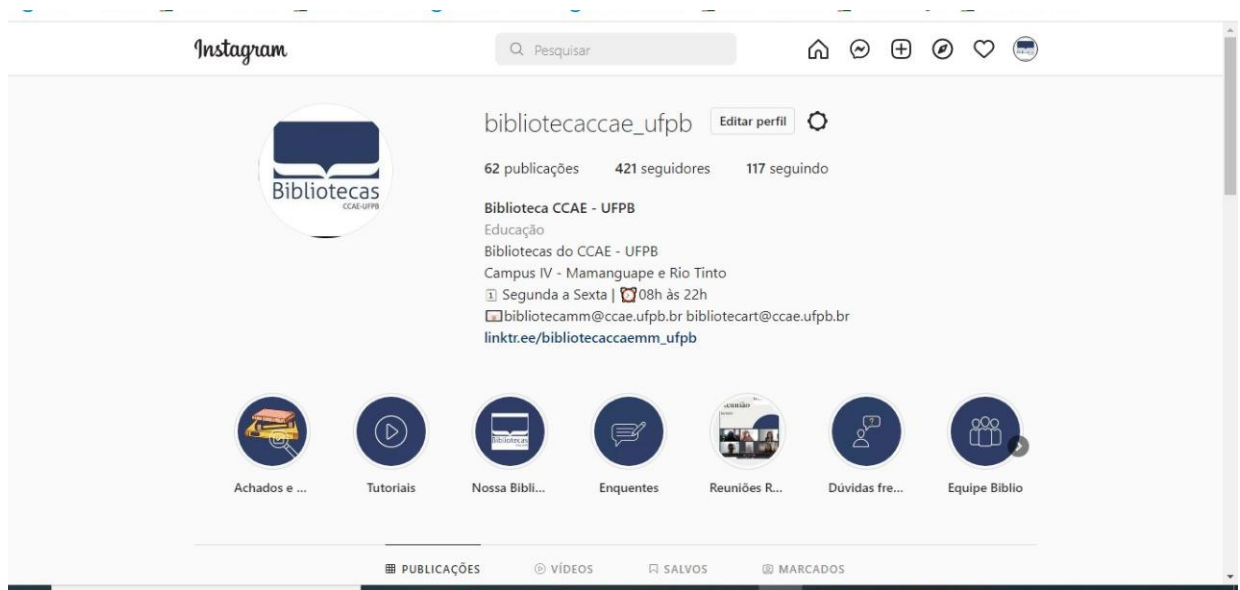 Instagram
Pesquisar
bibliotecaccae_ufpb Editar perfil
62 publicações 421 seguidores 117 seguindo
Bibliotecas
CCAE-UFPB
Biblioteca CCAE - UFPB
Educação
Bibliotecas do CCAE - UFPB
Campus IV - Mamanguape e Rio Tinto
1 Segunda a Sexta | ⏰08h às 22h
bibliotecamm@ccae.ufpb.br bibliotecart@ccae.ufpb.br
linktr.ee/bibliotecaccaemm_ufpb
Bibliotecas
Achados e ... Tutoriais Nossa Bibli... Enquentes Reuniões R... Dúvidas fre... Equipe Biblio
PUBLICAÇÕES VÍDEOS SALVOS MARCADOS